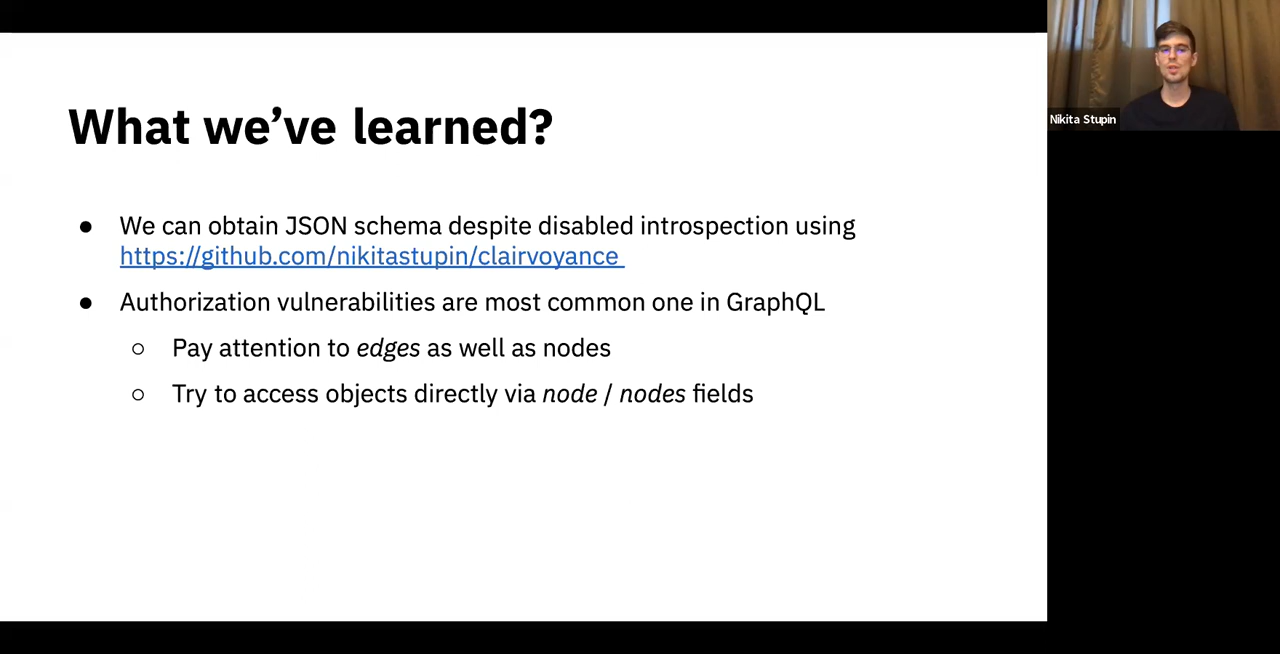 What we’ve learned?
● We can obtain JSON schema despite disabled introspection using
https://github.com/nikitastupin/clairvoyance
● Authorization vulnerabilities are most common one in GraphQL
○ Pay attention to edges as well as nodes
○ Try to access objects directly via node / nodes fields
Nikita Stupin